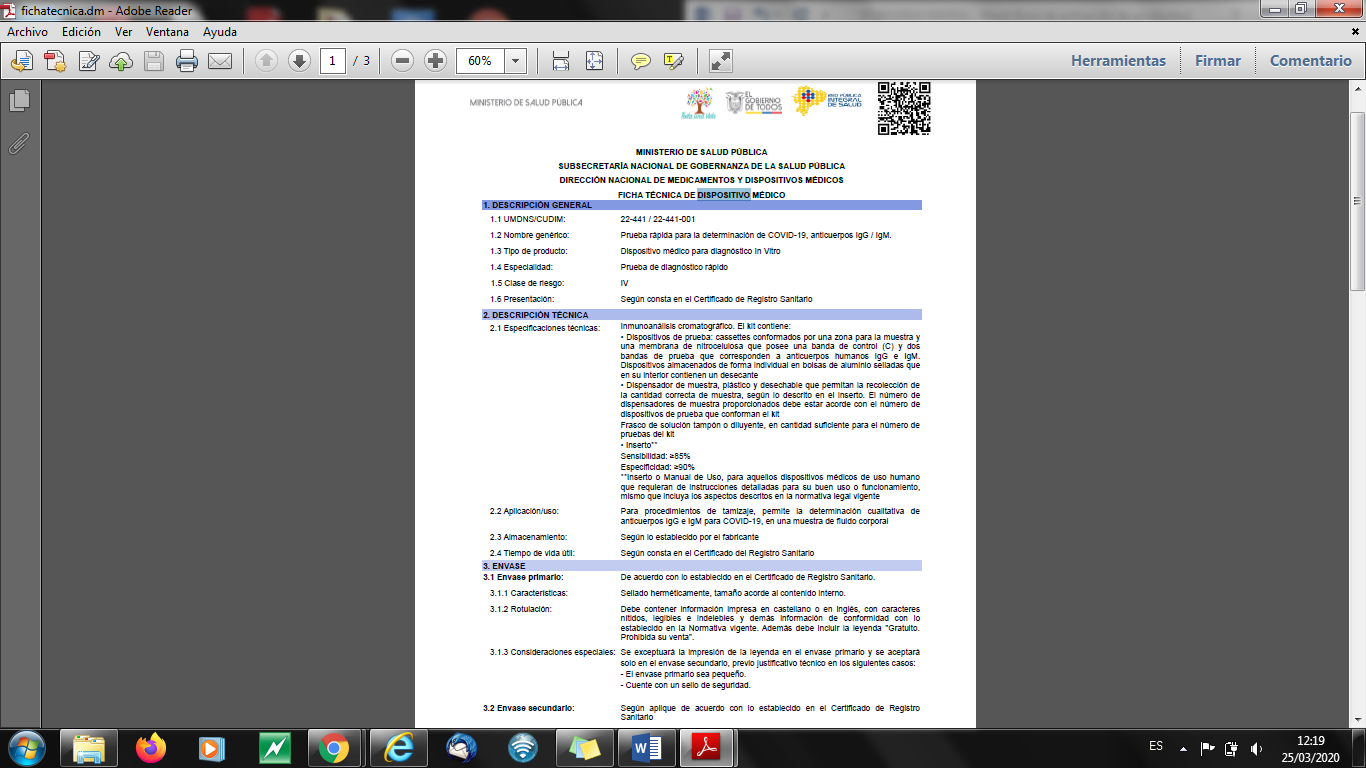 fichatecnica.dm - Adobe Reader
Archivo Edición Ver Ventana Ayuda
1 / 3 60% Herramientas Firmar Comentario
MINISTERIO DE SALUD PÚBLICA
EL GOBIERNO DE TODOS
RED PÚBLICA INTEGRAL DE SALUD
MINISTERIO DE SALUD PÚBLICA
SUBSECRETARÍA NACIONAL DE GOBERNANZA DE LA SALUD PÚBLICA
DIRECCIÓN NACIONAL DE MEDICAMENTOS Y DISPOSITIVOS MÉDICOS
FICHA TÉCNICA DE DISPOSITIVO MÉDICO
1. DESCRIPCIÓN GENERAL
1.1 UMDNS/CUDIM: 22-441 / 22-441-001
1.2 Nombre genérico: Prueba rápida para la determinación de COVID-19, anticuerpos IgG / IgM.
1.3 Tipo de producto: Dispositivo médico para diagnóstico In Vitro
1.4 Especialidad: Prueba de diagnóstico rápido
1.5 Clase de riesgo: IV
1.6 Presentación: Según consta en el Certificado de Registro Sanitario
2. DESCRIPCIÓN TÉCNICA
2.1 Especificaciones técnicas: Inmunoanálisis cromatográfico. El kit contiene:
• Dispositivos de prueba: cassettes conformados por una zona para la muestra y
una membrana de nitrocelulosa que posee una banda de control (C) y dos
bandas de prueba que corresponden a anticuerpos humanos IgG e IgM.
Dispositivos almacenados de forma individual en bolsas de aluminio selladas que
en su interior contienen un desecante
• Dispensador de muestra, plástico y desechable que permitan la recolección de
la cantidad correcta de muestra, según lo descrito en el inserto. El número de
dispensadores de muestra proporcionados debe estar acorde con el número de
dispositivos de prueba que conforman el kit
Frasco de solución tampón o diluyente, en cantidad suficiente para el número de
pruebas del kit
• Inserto**
Sensibilidad: ≥85%
Especificidad: ≥90%
**Inserto o Manual de Uso, para aquellos dispositivos médicos de uso humano
que requieran de instrucciones detalladas para su buen uso o funcionamiento,
mismo que incluya los aspectos descritos en la normativa legal vigente
2.2 Aplicación/uso: Para procedimientos de tamizaje, permite la determinación cualitativa de
anticuerpos IgG e IgM para COVID-19, en una muestra de fluido corporal
2.3 Almacenamiento: Según lo establecido por el fabricante
2.4 Tiempo de vida útil: Según consta en el Certificado del Registro Sanitario
3. ENVASE
3.1 Envase primario: De acuerdo con lo establecido en el Certificado de Registro Sanitario.
3.1.1 Características: Sellado herméticamente, tamaño acorde al contenido interno.
3.1.2 Rotulación: Debe contener información impresa en castellano o en inglés, con caracteres
nítidos, legibles e indelebles y demás información de conformidad con lo
establecido en la Normativa vigente. Además debe incluir la leyenda "Gratuito.
Prohibida su venta".
3.1.3 Consideraciones especiales: Se exceptuará la impresión de la leyenda en el envase primario y se aceptará
solo en el envase secundario, previo justificativo técnico en los siguientes casos:
- El envase primario sea pequeño.
- Cuente con un sello de seguridad.
3.2 Envase secundario: Según aplique de acuerdo con lo establecido en el Certificado de Registro
Sanitario
ES 12:19
25/03/2020